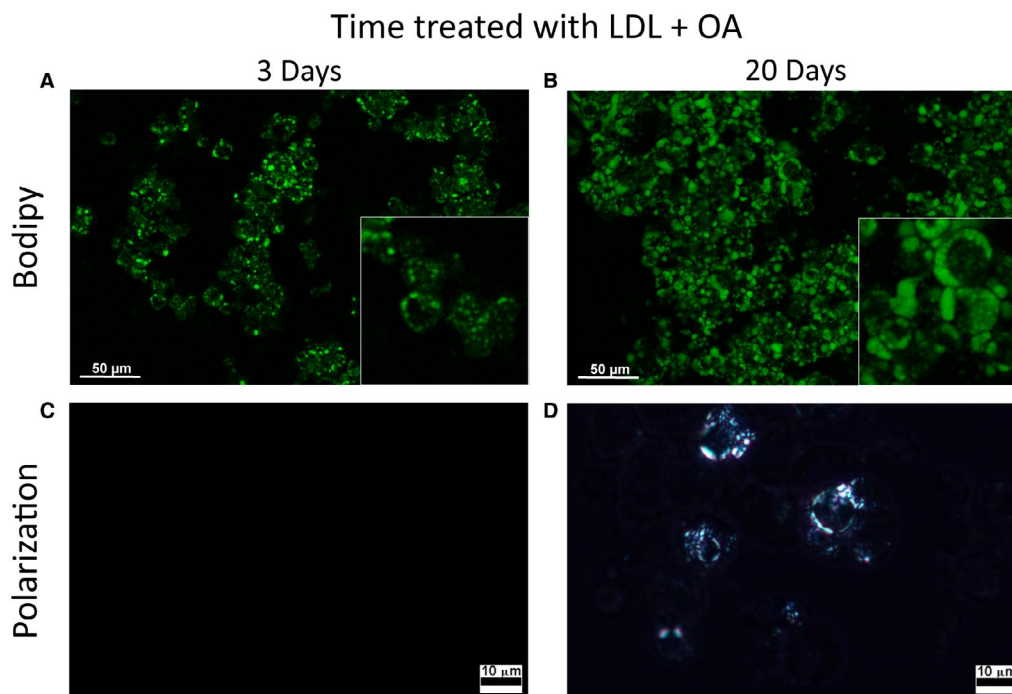 Time treated with LDL + OA
3 Days
20 Days
A
B
Bodipy
50 μm
50 μm
C
D
Polarization
10 μm
10 μm